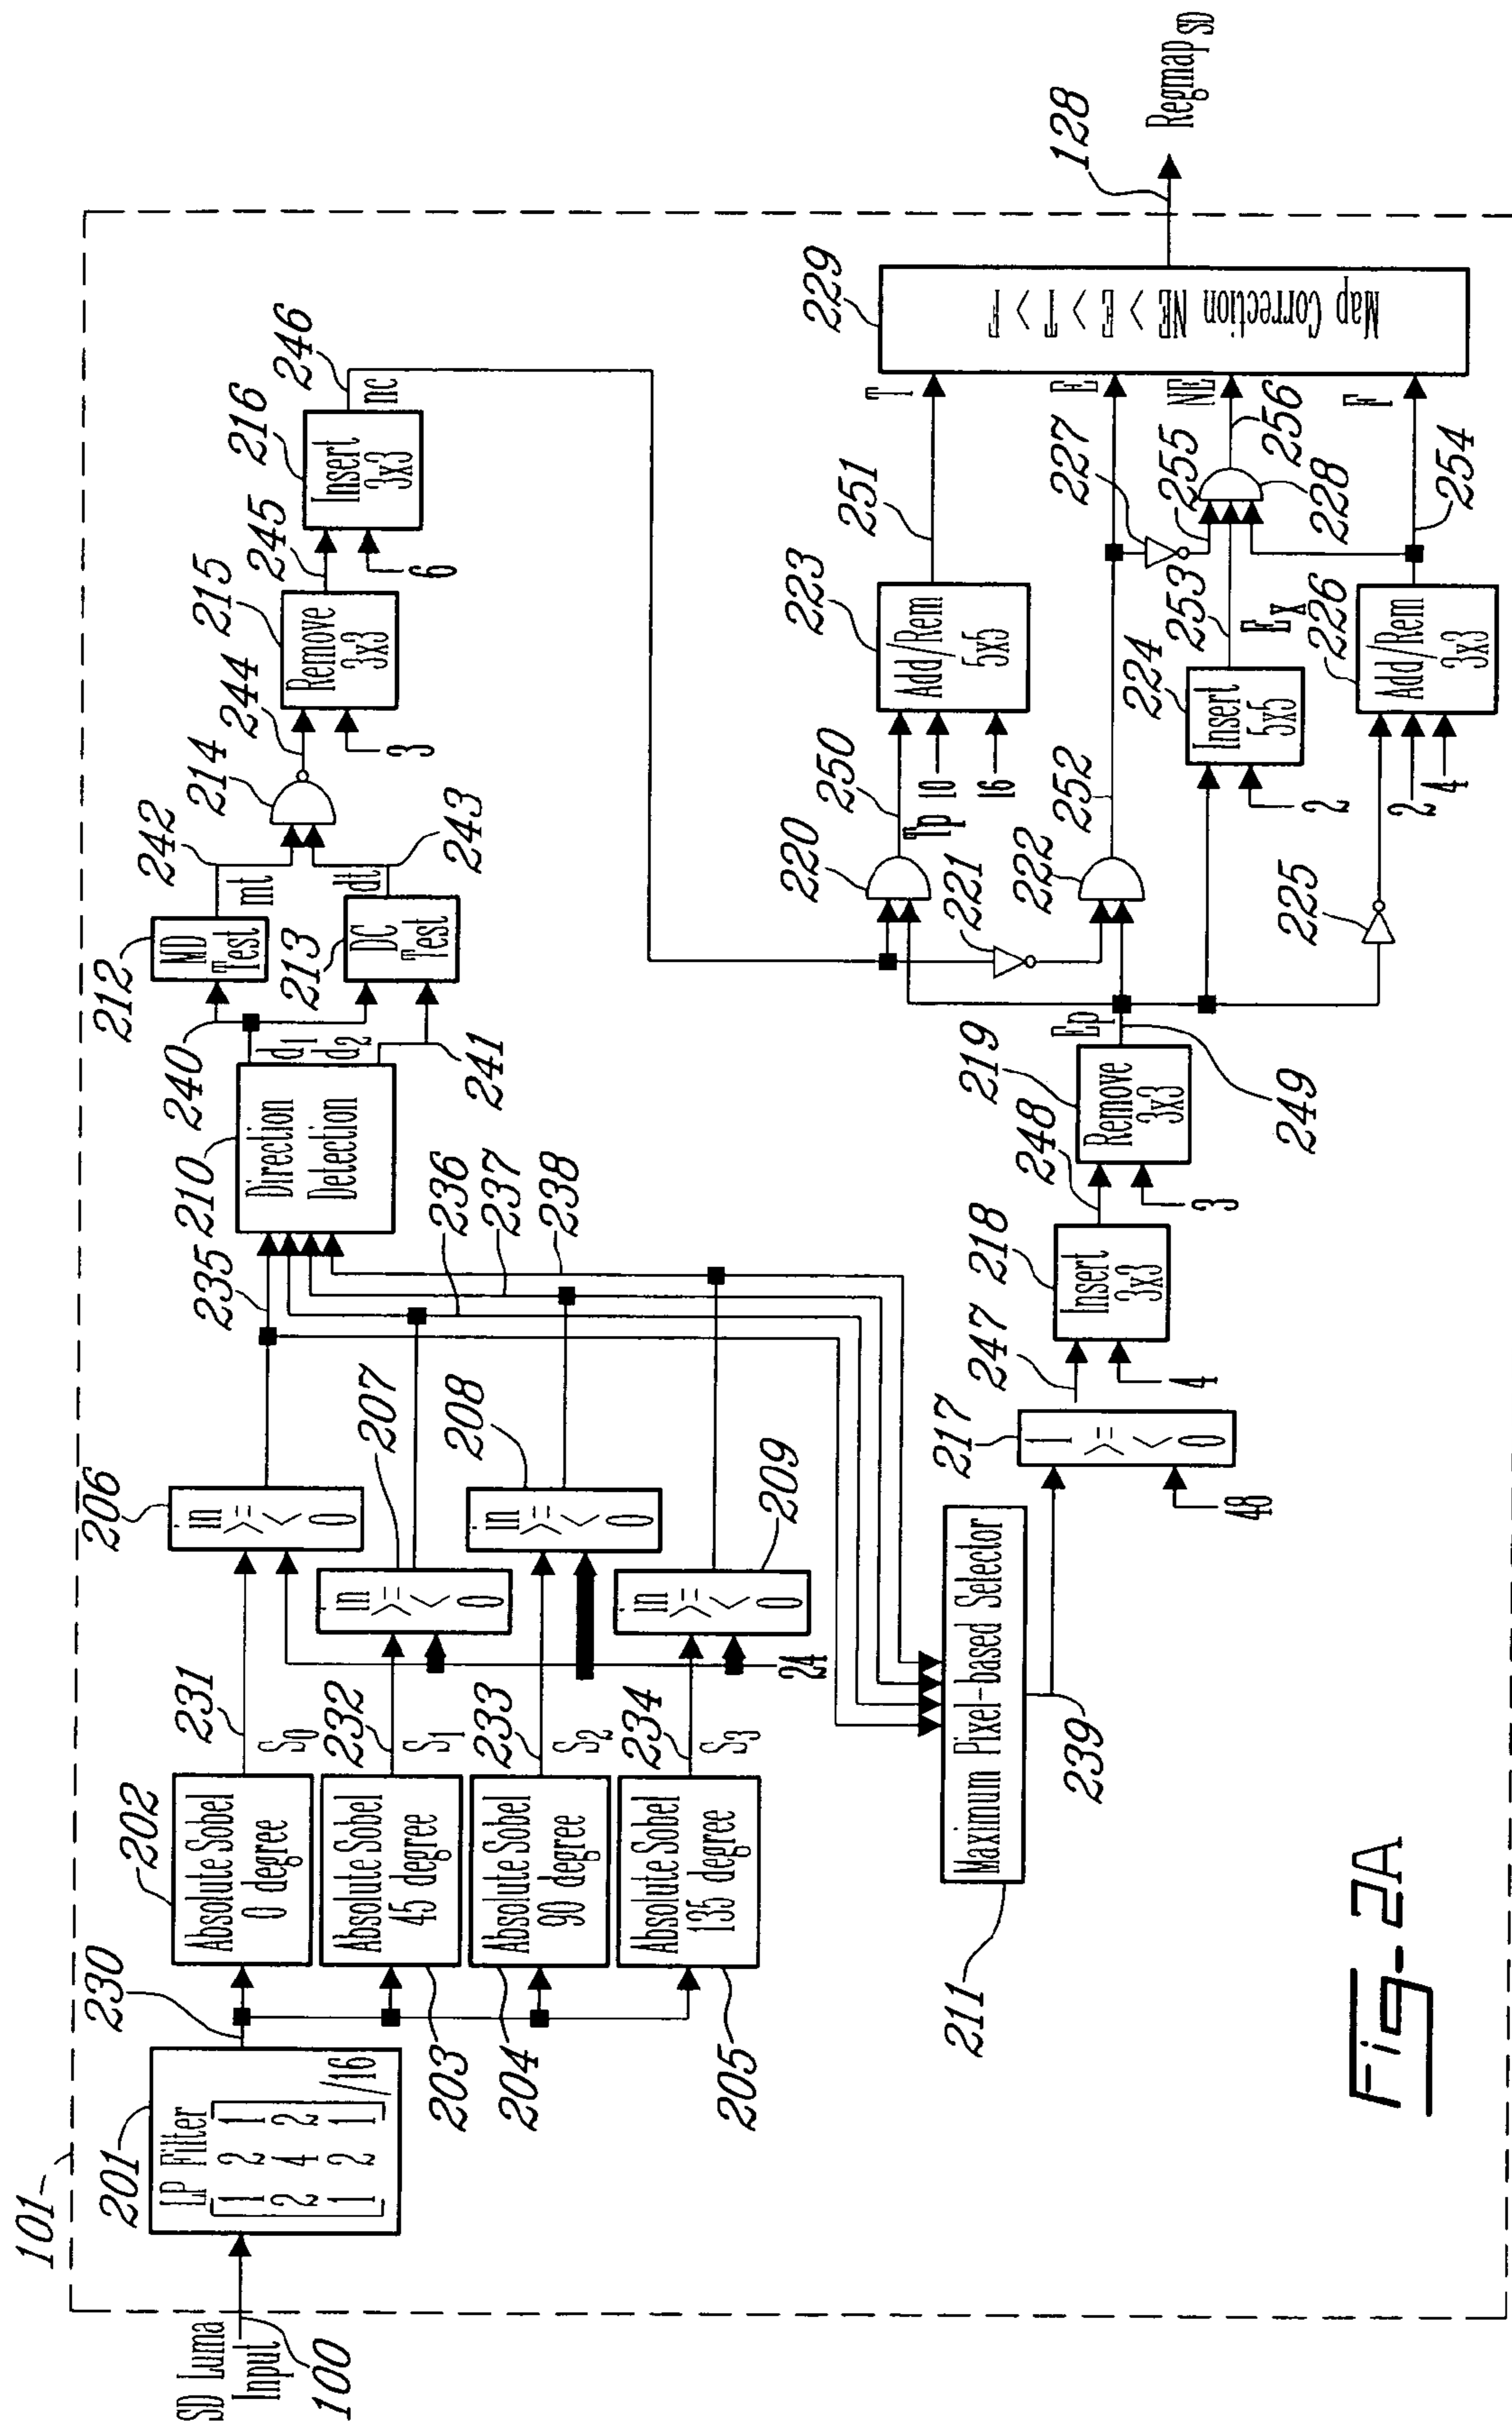 101
SD Luma
Input
100
201
LP Filter
1 2 1
2 4 2
1 2 1
/16
230
202
Absolute Sobel
0 degree
203
Absolute Sobel
45 degree
204
Absolute Sobel
90 degree
205
Absolute Sobel
135 degree
231
S0
232
S1
233
S2
234
S3
24
206
in
>=
<
0
207
in
>=
<
0
208
in
>=
<
0
209
in
>=
<
0
235
236
237
238
210
Direction
Detection
240
d1
d2
241
212
MD
Test
213
DC
Test
242
mt
dt
243
214
244
215
Remove
3x3
3
245
216
Insert
3x3
6
246
nc
211
Maximum Pixel-based Selector
239
217
1
>=
<
0
48
247
218
Insert
3x3
4
248
219
Remove
3x3
3
Ep
249
220
221
222
225
250
Tp
10
16
252
223
Add/Rem
5x5
251
224
Insert
5x5
2
253
Ex
226
Add/Rem
3x3
2
4
227
255
228
256
254
T
E
NE
F
229
Map Correction NE > E > T > F
128
Regmap SD
Fig-2A